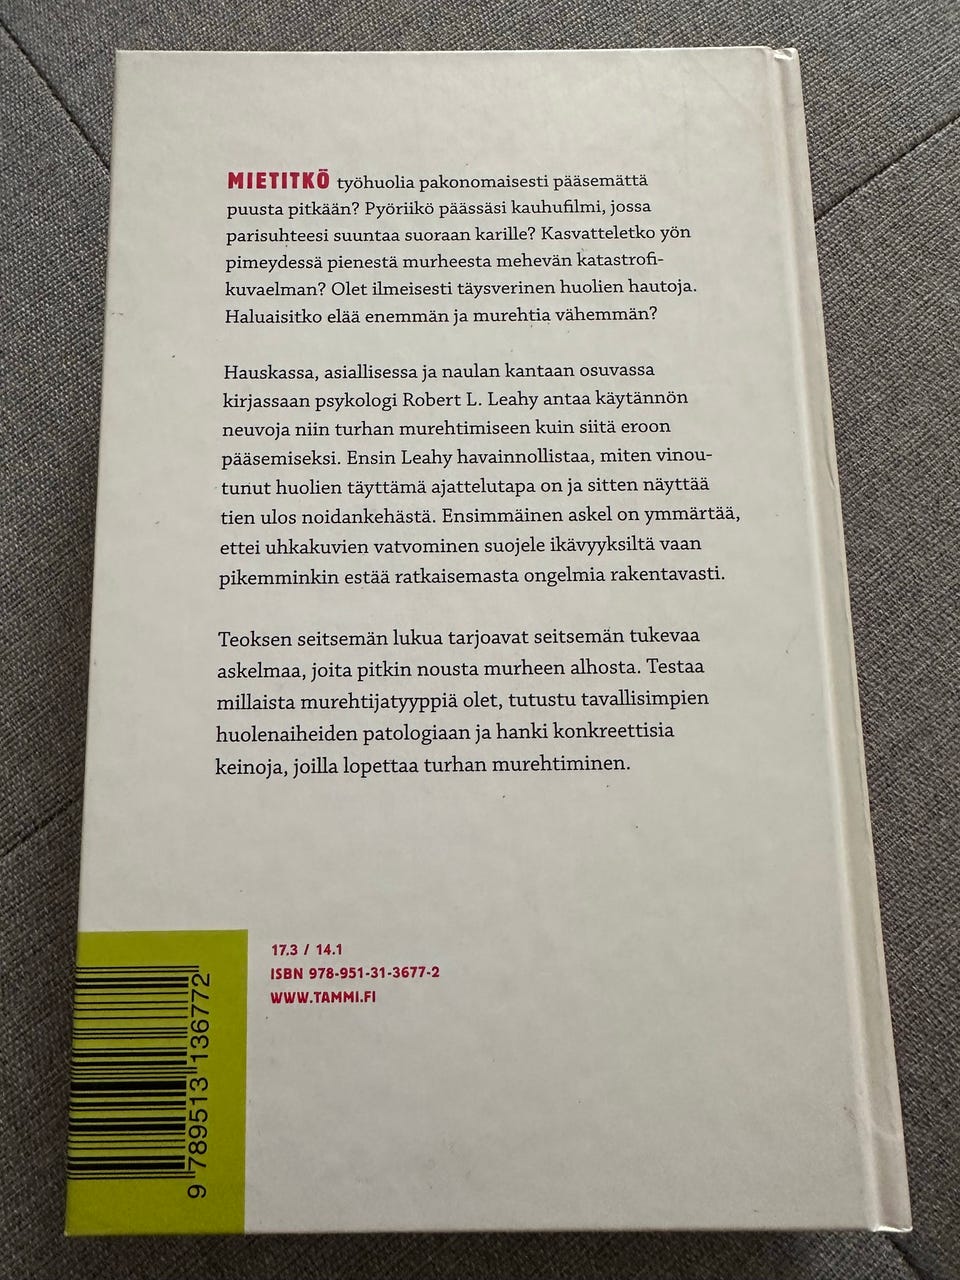 MIETITKÖ työhuolia pakonomaisesti pääsemättä
puusta pitkään? Pyöriikö päässäsi kauhufilmi, jossa
parisuhteesi suuntaa suoraan karille? Kasvatteletko yön
pimeydessä pienestä murheesta mehevän katastrofi-
kuvaelman? Olet ilmeisesti täysverinen huolien hautoja.
Haluaisitko elää enemmän ja murehtia vähemmän?
Hauskassa, asiallisessa ja naulan kantaan osuvassa
kirjassaan psykologi Robert L. Leahy antaa käytännön
neuvoja niin turhan murehtimiseen kuin siitä eroon
pääsemiseksi. Ensin Leahy havainnollistaa, miten vinou-
tunut huolien täyttämä ajattelutapa on ja sitten näyttää
tien ulos noidankehästä. Ensimmäinen askel on ymmärtää,
ettei uhkakuvien vatvominen suojele ikävyyksiltä vaan
pikemminkin estää ratkaisemasta ongelmia rakentavasti.
Teoksen seitsemän lukua tarjoavat seitsemän tukevaa
askelmaa, joita pitkin nousta murheen alhosta. Testaa
millaista murehtijatyyppiä olet, tutustu tavallisimpien
huolenaiheiden patologiaan ja hanki konkreettisia
keinoja, joilla lopettaa turhan murehtiminen.
17.3 / 14.1
ISBN 978-951-31-3677-2
WWW.TAMMI.FI
9 789513 136772